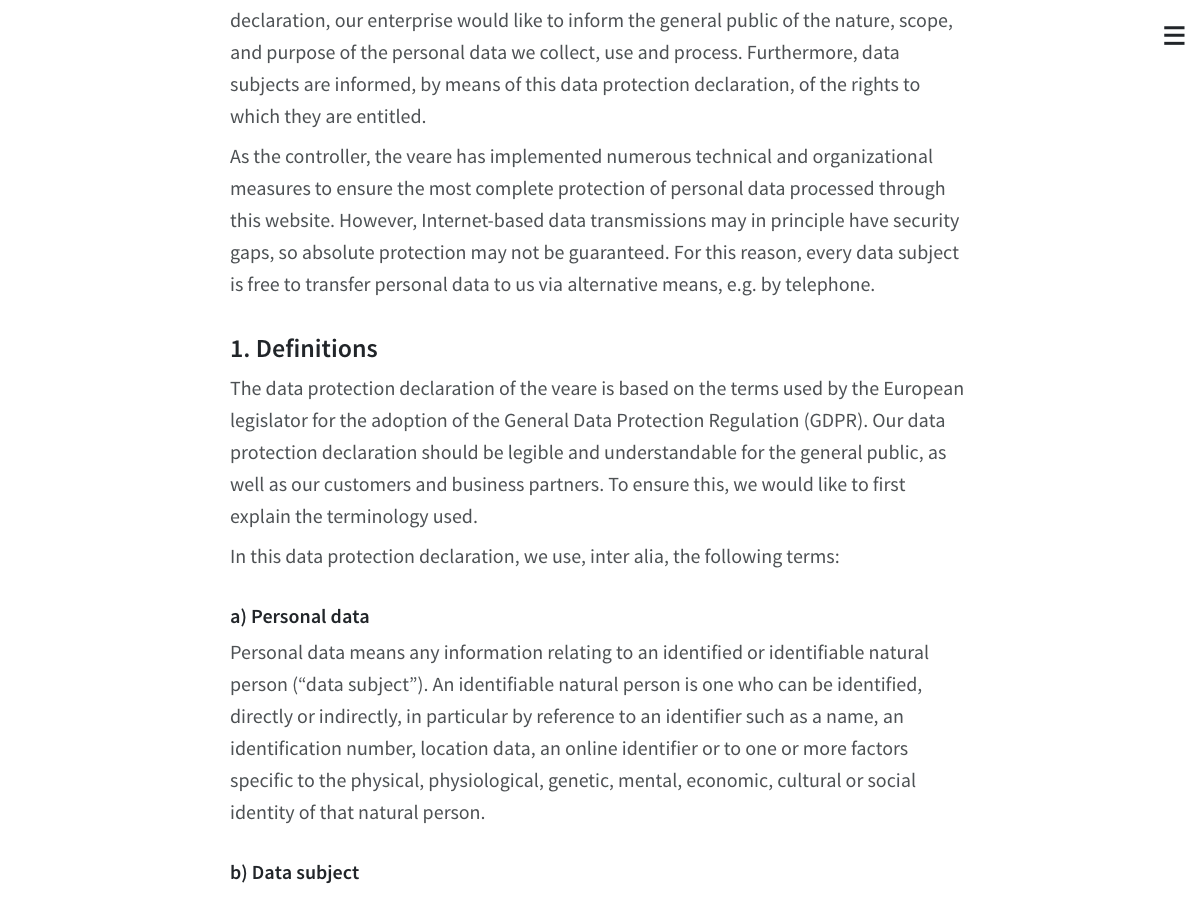 declaration, our enterprise would like to inform the general public of the nature, scope,
and purpose of the personal data we collect, use and process. Furthermore, data
subjects are informed, by means of this data protection declaration, of the rights to
which they are entitled.
As the controller, the veare has implemented numerous technical and organizational
measures to ensure the most complete protection of personal data processed through
this website. However, Internet-based data transmissions may in principle have security
gaps, so absolute protection may not be guaranteed. For this reason, every data subject
is free to transfer personal data to us via alternative means, e.g. by telephone.
1. Definitions
The data protection declaration of the veare is based on the terms used by the European
legislator for the adoption of the General Data Protection Regulation (GDPR). Our data
protection declaration should be legible and understandable for the general public, as
well as our customers and business partners. To ensure this, we would like to first
explain the terminology used.
In this data protection declaration, we use, inter alia, the following terms:
a) Personal data
Personal data means any information relating to an identified or identifiable natural
person (“data subject”). An identifiable natural person is one who can be identified,
directly or indirectly, in particular by reference to an identifier such as a name, an
identification number, location data, an online identifier or to one or more factors
specific to the physical, physiological, genetic, mental, economic, cultural or social
identity of that natural person.
b) Data subject